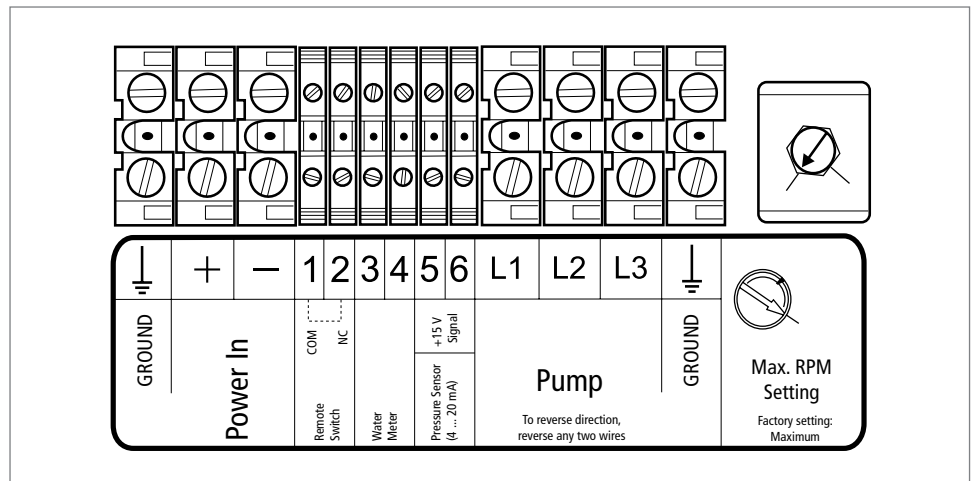 + − 1 2 3 4 5 6 L1 L2 L3
GROUND
Power In
COM
NC
Remote
Switch
Water
Meter
+15 V
Signal
Pressure Sensor
(4 ... 20 mA)
Pump
To reverse direction,
reverse any two wires
GROUND
Max. RPM
Setting
Factory setting:
Maximum